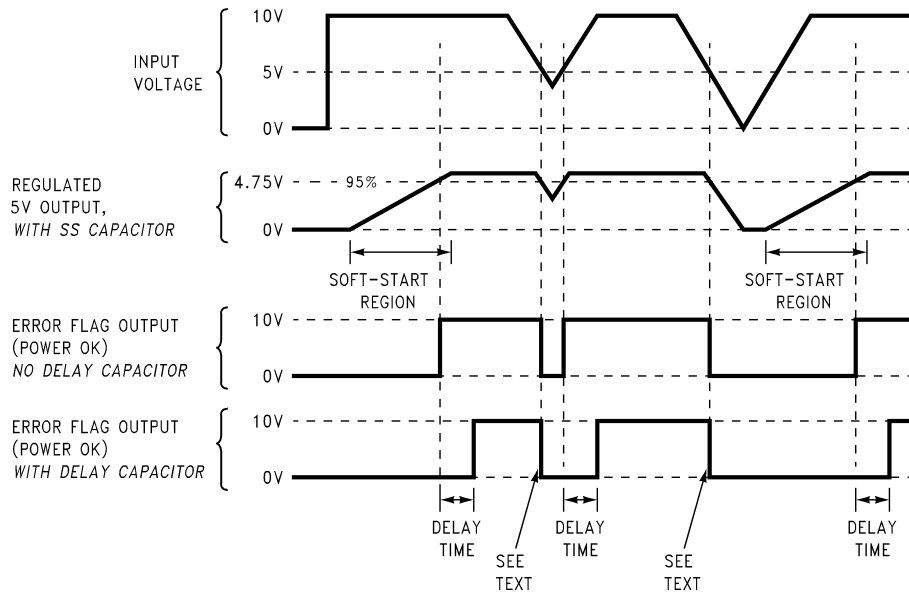 10V
INPUT
VOLTAGE
5V
0V
REGULATED
5V OUTPUT,
WITH SS CAPACITOR
4.75V
95%
0V
SOFT-START
REGION
SOFT-START
REGION
ERROR FLAG OUTPUT
(POWER OK)
NO DELAY CAPACITOR
10V
0V
ERROR FLAG OUTPUT
(POWER OK)
WITH DELAY CAPACITOR
10V
0V
DELAY
TIME
DELAY
TIME
DELAY
TIME
SEE
TEXT
SEE
TEXT